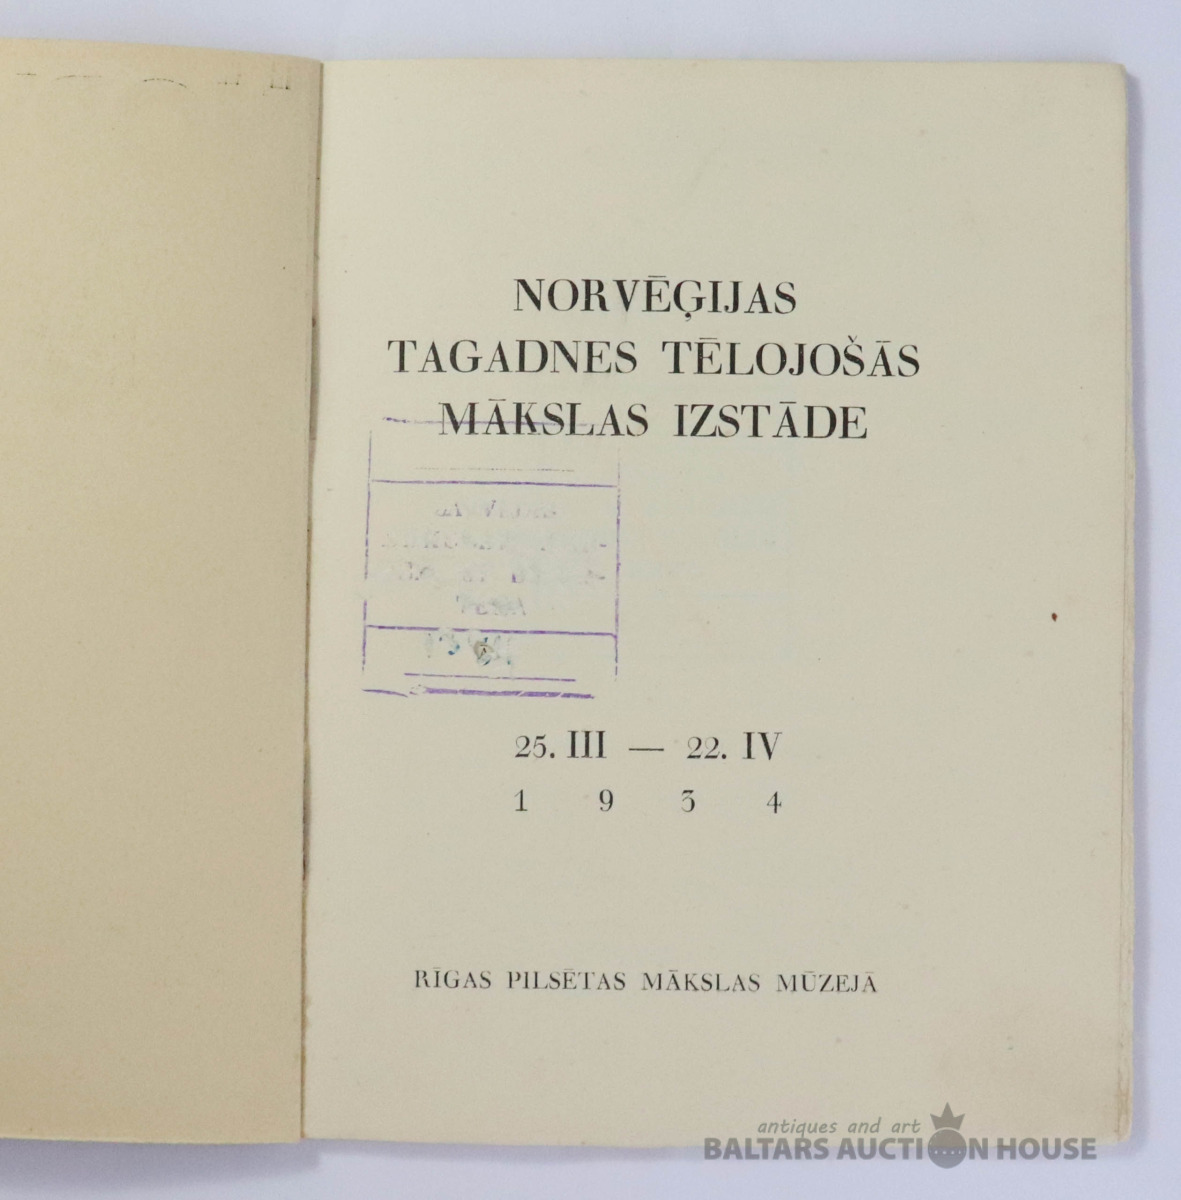 NORVĒĢIJAS
TAGADNES TĒLOJOŠĀS
MĀKSLAS IZSTĀDE
25. III — 22. IV
1 9 3 4
RĪGAS PILSĒTAS MĀKSLAS MŪZEJĀ
antiques and art
BALTARS AUCTION HOUSE